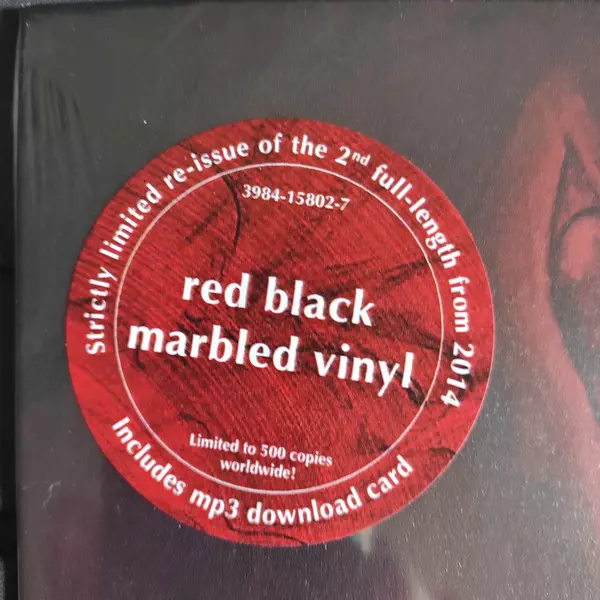 Strictly limited re-issue of the 2nd full-length from 2014
3984-15802-7
red black
marbled vinyl
Limited to 500 copies
worldwide!
Includes mp3 download card